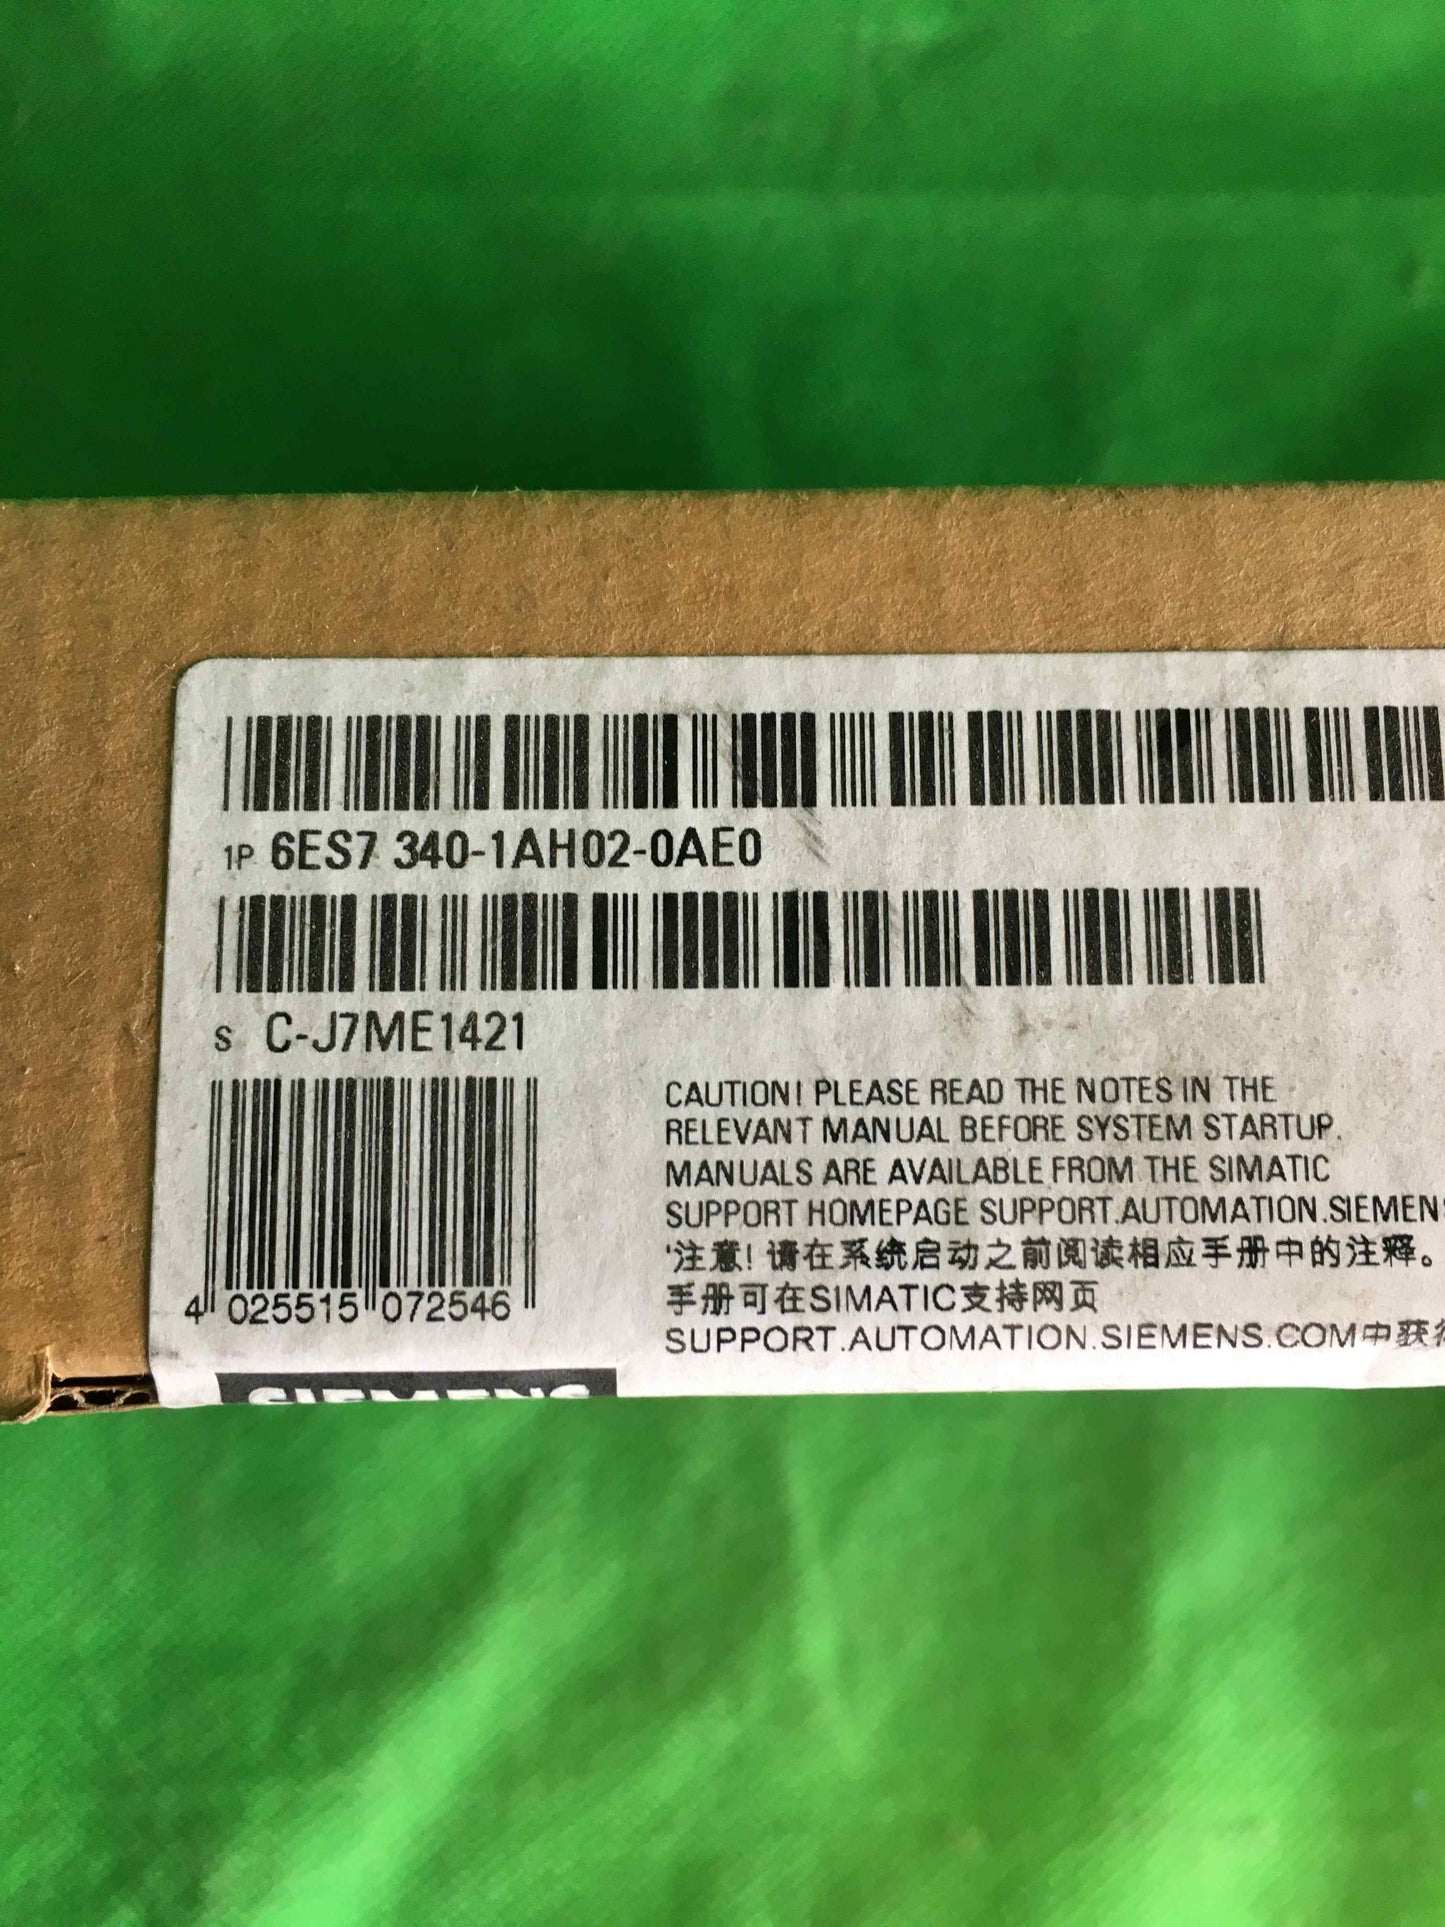 1P 6ES7 340-1AH02-0AE0
S C-J7ME1421
4 025515 072546
CAUTION! PLEASE READ THE NOTES IN THE
RELEVANT MANUAL BEFORE SYSTEM STARTUP.
MANUALS ARE AVAILABLE FROM THE SIMATIC
SUPPORT HOMEPAGE SUPPORT.AUTOMATION.SIEMENS
'注意! 请在系统启动之前阅读相应手册中的注释。
手册可在SIMATIC支持网页
SUPPORT.AUTOMATION.SIEMENS.COM中获
SIEMENS